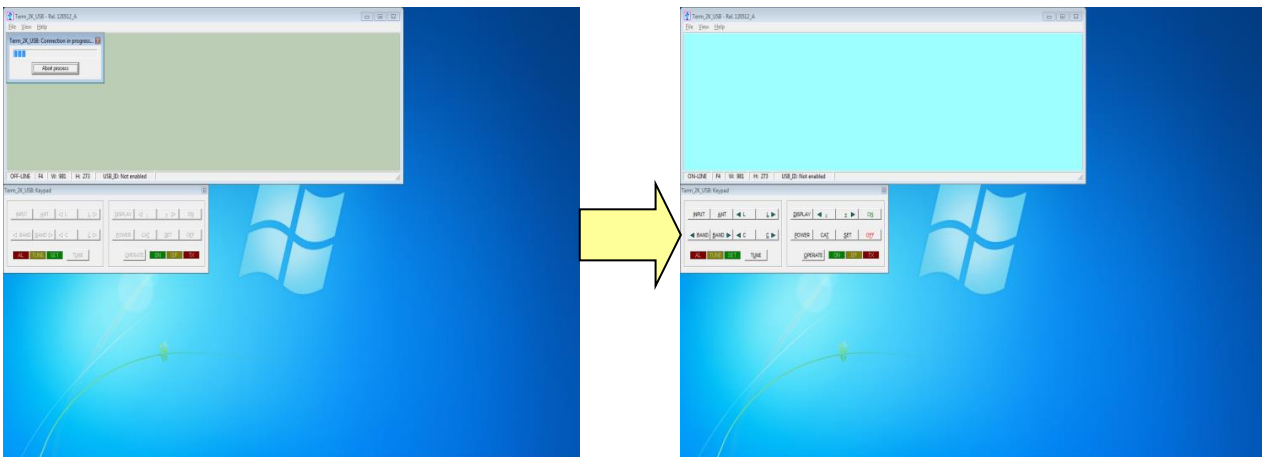 Term_2K_USB - Rel. 120512_A
File View Help
Term_2K_USB: Connection in progress...
Abort process
OFF-LINE F4 W: 981 H: 273 USB_ID: Not enabled
Term_2K_USB: Keypad
INPUT ANT ◁ L L ▷ DISPLAY ◁ ▷ ON
◁ BAND BAND ▷ ◁ C C ▷ POWER CAT SET OFF
AL TUNE SET TUNE OPERATE ON OP TX
Term_2K_USB - Rel. 120512_A
File View Help
ON-LINE F4 W: 981 H: 273 USB_ID: Not enabled
Term_2K_USB: Keypad
INPUT ANT ◀ L L ▶ DISPLAY ◀ ▶ ON
◀ BAND BAND ▶ ◀ C C ▶ POWER CAT SET OFF
AL TUNE SET TUNE OPERATE ON OP TX